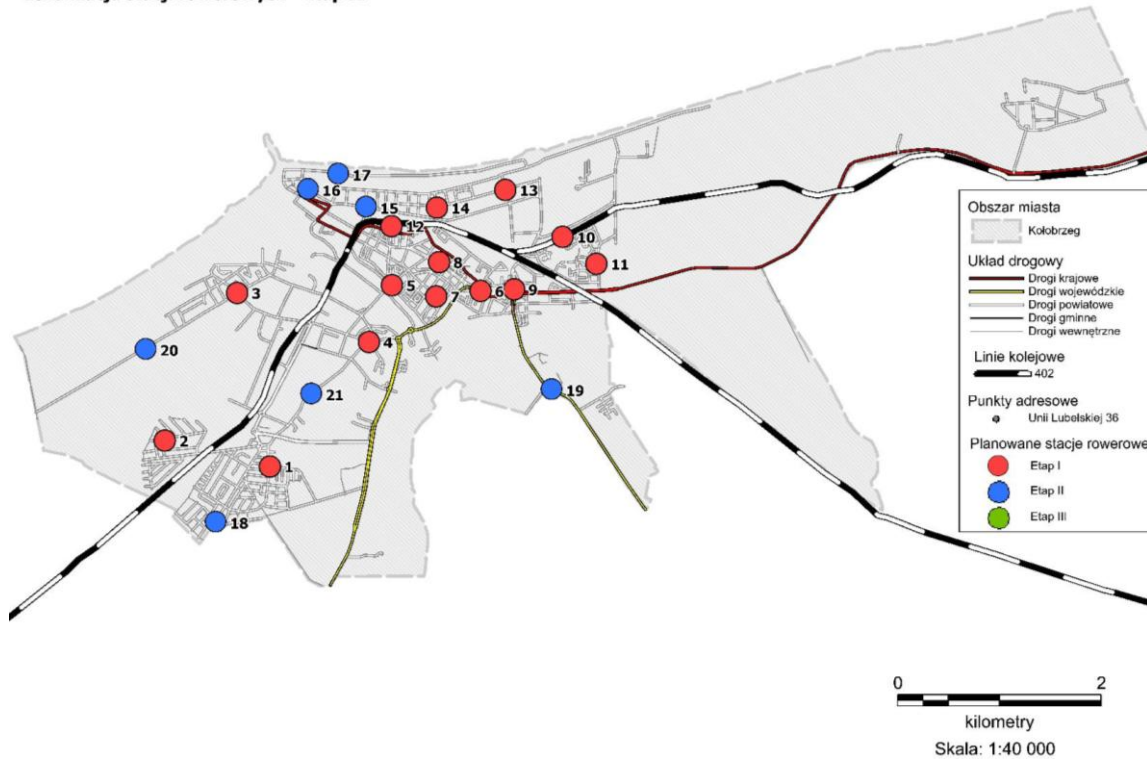 17
16
13
15
14
12
10
8
11
5
7
6
9
3
4
20
21
19
2
1
18
Obszar miasta
Kołobrzeg
Układ drogowy
Drogi krajowe
Drogi wojewódzkie
Drogi powiatowe
Drogi gminne
Drogi wewnętrzne
Linie kolejowe
402
Punkty adresowe
Unii Lubelskiej 36
Planowane stacje rowerowe
Etap I
Etap II
Etap III
0 2
kilometry
Skala: 1:40 000